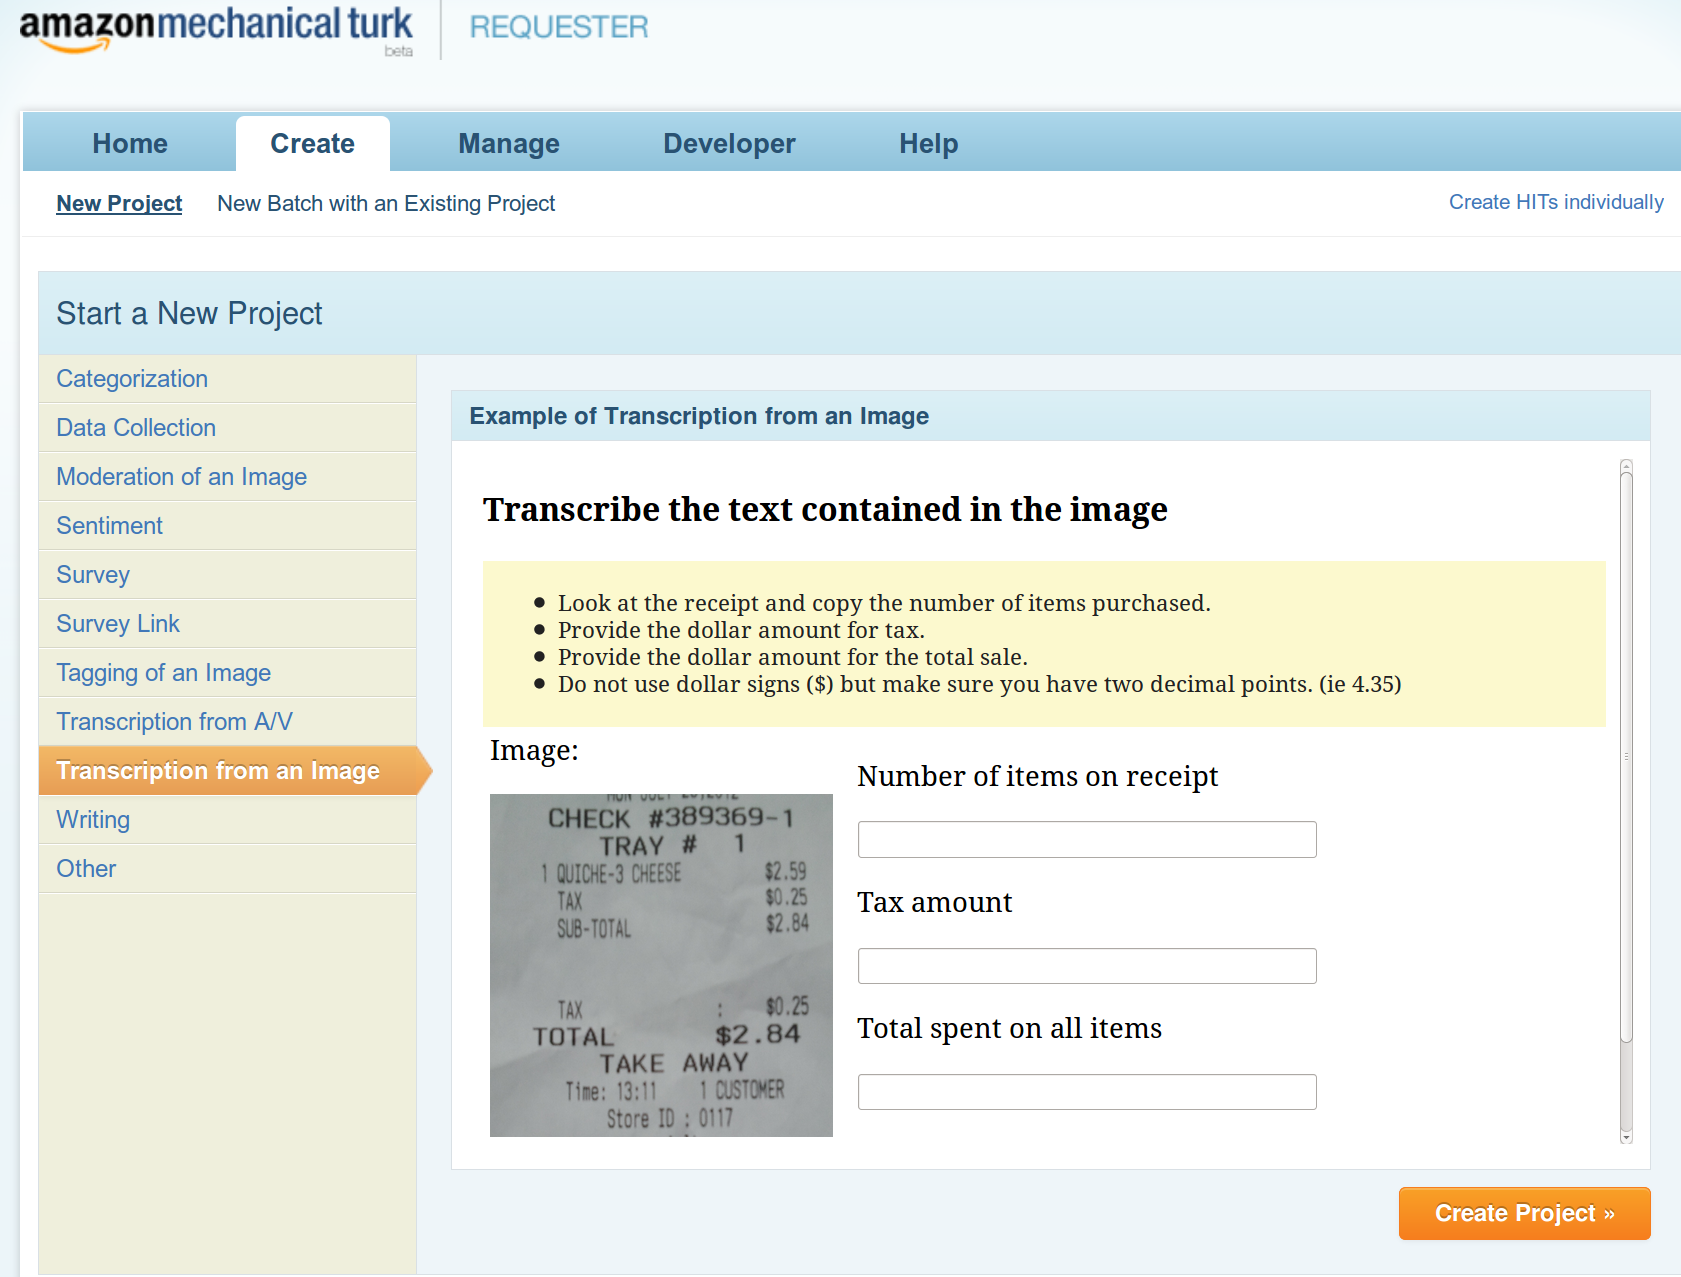 amazonmechanical turk
beta
REQUESTER
Home Create Manage Developer Help
New Project New Batch with an Existing Project Create HITs individually
Start a New Project
Categorization
Data Collection
Moderation of an Image
Sentiment
Survey
Survey Link
Tagging of an Image
Transcription from A/V
Transcription from an Image
Writing
Other
Example of Transcription from an Image
Transcribe the text contained in the image
• Look at the receipt and copy the number of items purchased.
• Provide the dollar amount for tax.
• Provide the dollar amount for the total sale.
• Do not use dollar signs ($) but make sure you have two decimal points. (ie 4.35)
Image:
CHECK #389369-1
TRAY # 1
1 QUICHE-3 CHEESE $2.59
TAX $0.25
SUB-TOTAL $2.84
TAX : $0.25
TOTAL $2.84
TAKE AWAY
Time: 13:11 1 CUSTOMER
Store ID : 0117
Number of items on receipt
Tax amount
Total spent on all items
Create Project »